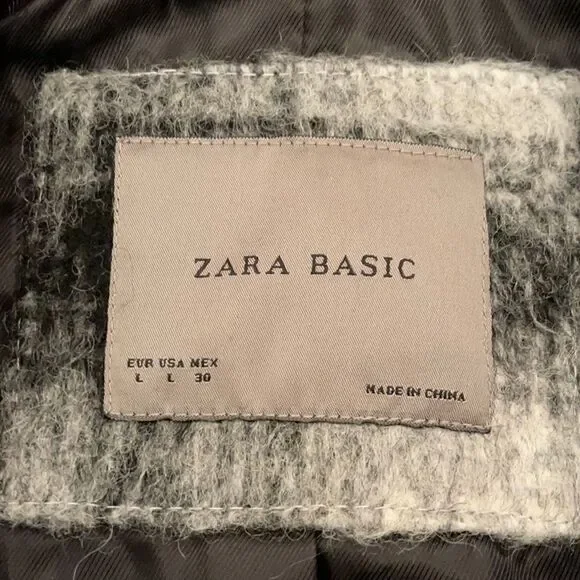 ZARA BASIC
EUR USA MEX
L L 30
MADE IN CHINA